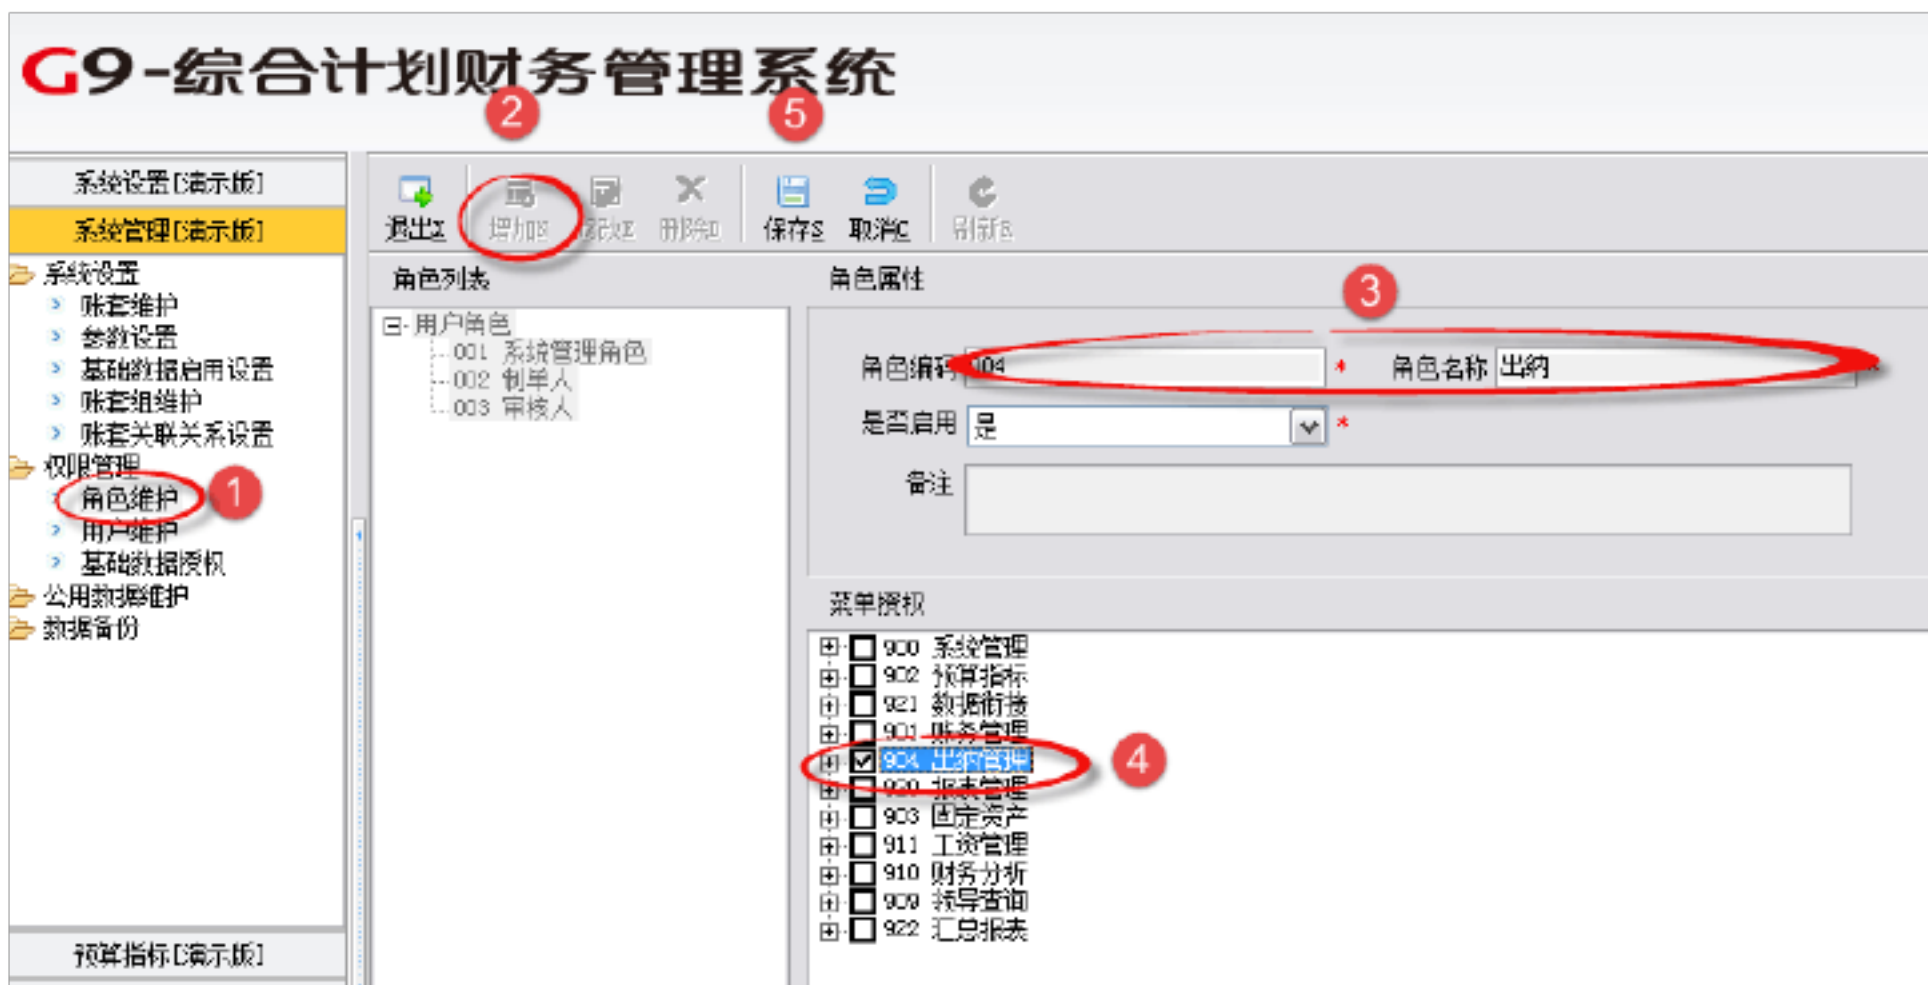 G9-综合计划财务管理系统
2
5
系统设置[演示版]
系统管理[演示版]
系统设置
账套维护
参数设置
基础数据启用设置
账套组维护
账套关联关系设置
权限管理
角色维护
1
用户维护
基础数据授权
公用数据维护
数据备份
预算指标[演示版]
退出X
增加N
修改E
删除D
保存S
取消C
刷新R
角色列表
用户角色
001 系统管理角色
002 制单人
003 审核人
角色属性
3
角色编码 004 * 角色名称 出纳 *
是否启用 是 *
备注
菜单授权
900 系统管理
902 预算指标
921 数据衔接
901 账务管理
904 出纳管理
4
920 报表管理
903 固定资产
911 工资管理
910 财务分析
909 领导查询
922 汇总报表